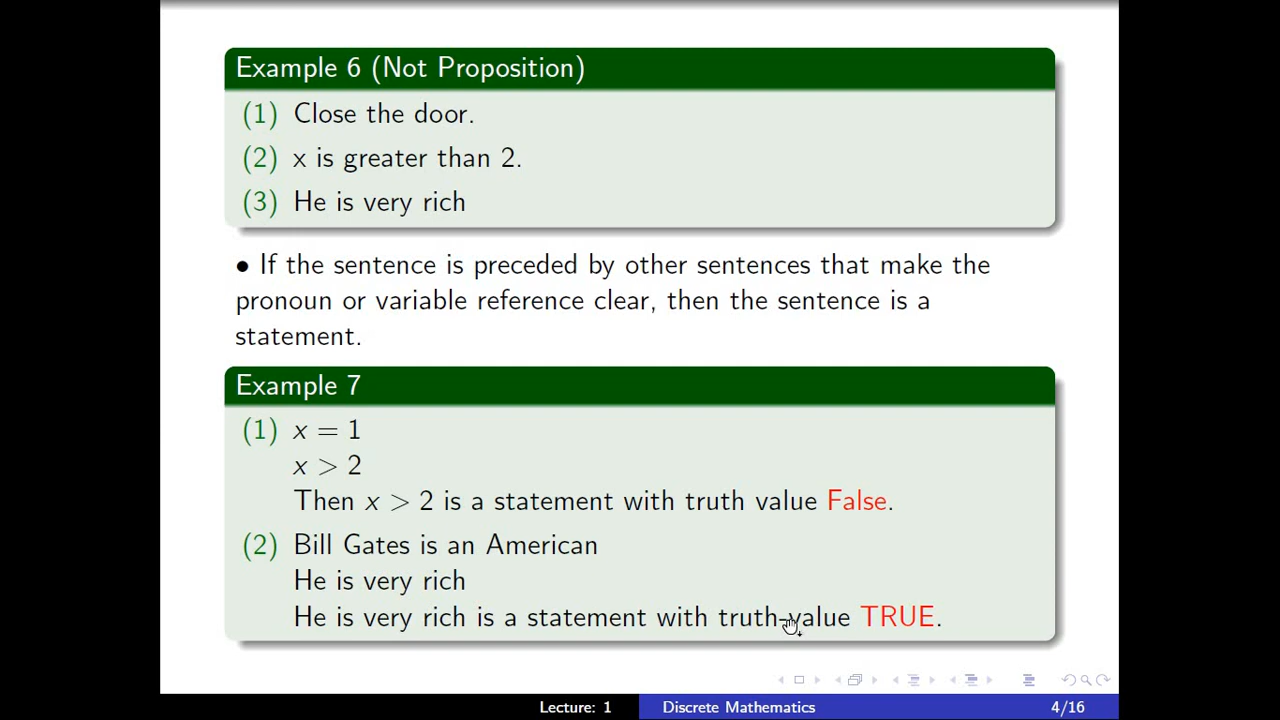 Example 6 (Not Proposition)
(1) Close the door.
(2) x is greater than 2.
(3) He is very rich
• If the sentence is preceded by other sentences that make the
pronoun or variable reference clear, then the sentence is a
statement.
Example 7
(1) x = 1
x > 2
Then x > 2 is a statement with truth value False.
(2) Bill Gates is an American
He is very rich
He is very rich is a statement with truth-value TRUE.
Lecture: 1 Discrete Mathematics 4/16